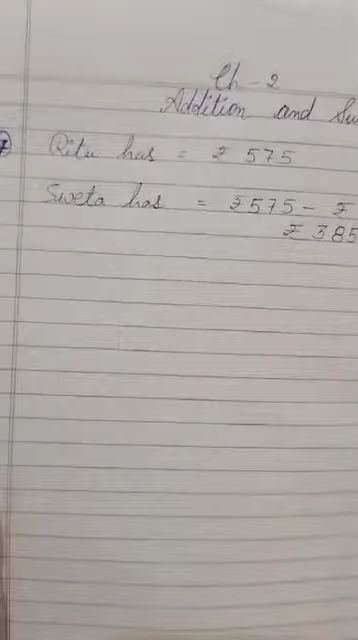 Ch - 2
Addition and Su
Ritu has = ₹ 575
Sweta has = ₹575 - ₹
₹ 385